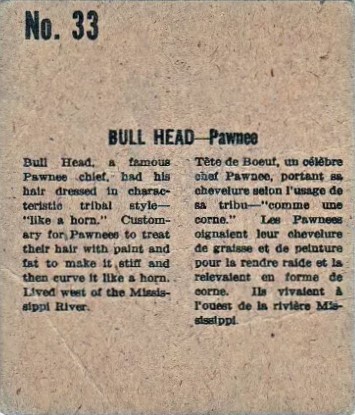 No. 33
BULL HEAD—Pawnee
Bull Head, a famous
Pawnee chief, had his
hair dressed in charac-
teristic tribal style—
"like a horn." Custom-
ary for Pawnees to treat
their hair with paint and
fat to make it stiff and
then curve it like a horn.
Lived west of the Missis-
sippi River.
Tête de Boeuf, un célèbre
chef Pawnee, portant sa
chevelure selon l'usage de
sa tribu—"comme une
corne." Les Pawnees
oignaient leur chevelure
de graisse et de peinture
pour la rendre raide et la
relevaient en forme de
corne. Ils vivaient à
l'ouest de la rivière Mis-
sissippi.